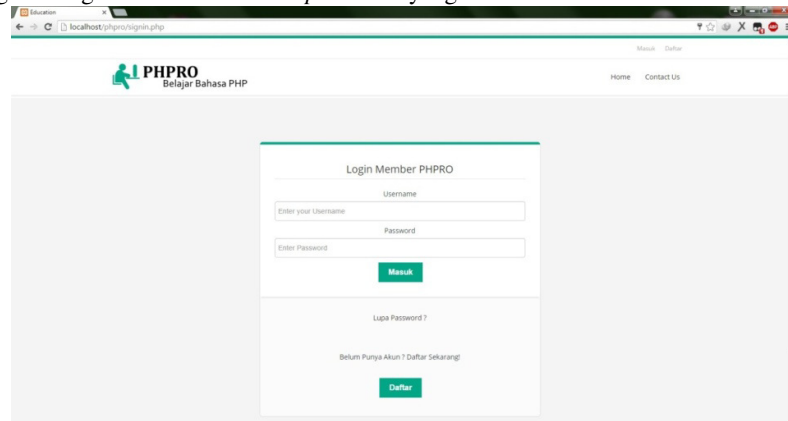 Education
localhost/phpro/signin.php
Masuk Daftar
PHPRO
Belajar Bahasa PHP
Home Contact Us
Login Member PHPRO
Username
Enter your Username
Password
Enter Password
Masuk
Lupa Password ?
Belum Punya Akun ? Daftar Sekarang!
Daftar